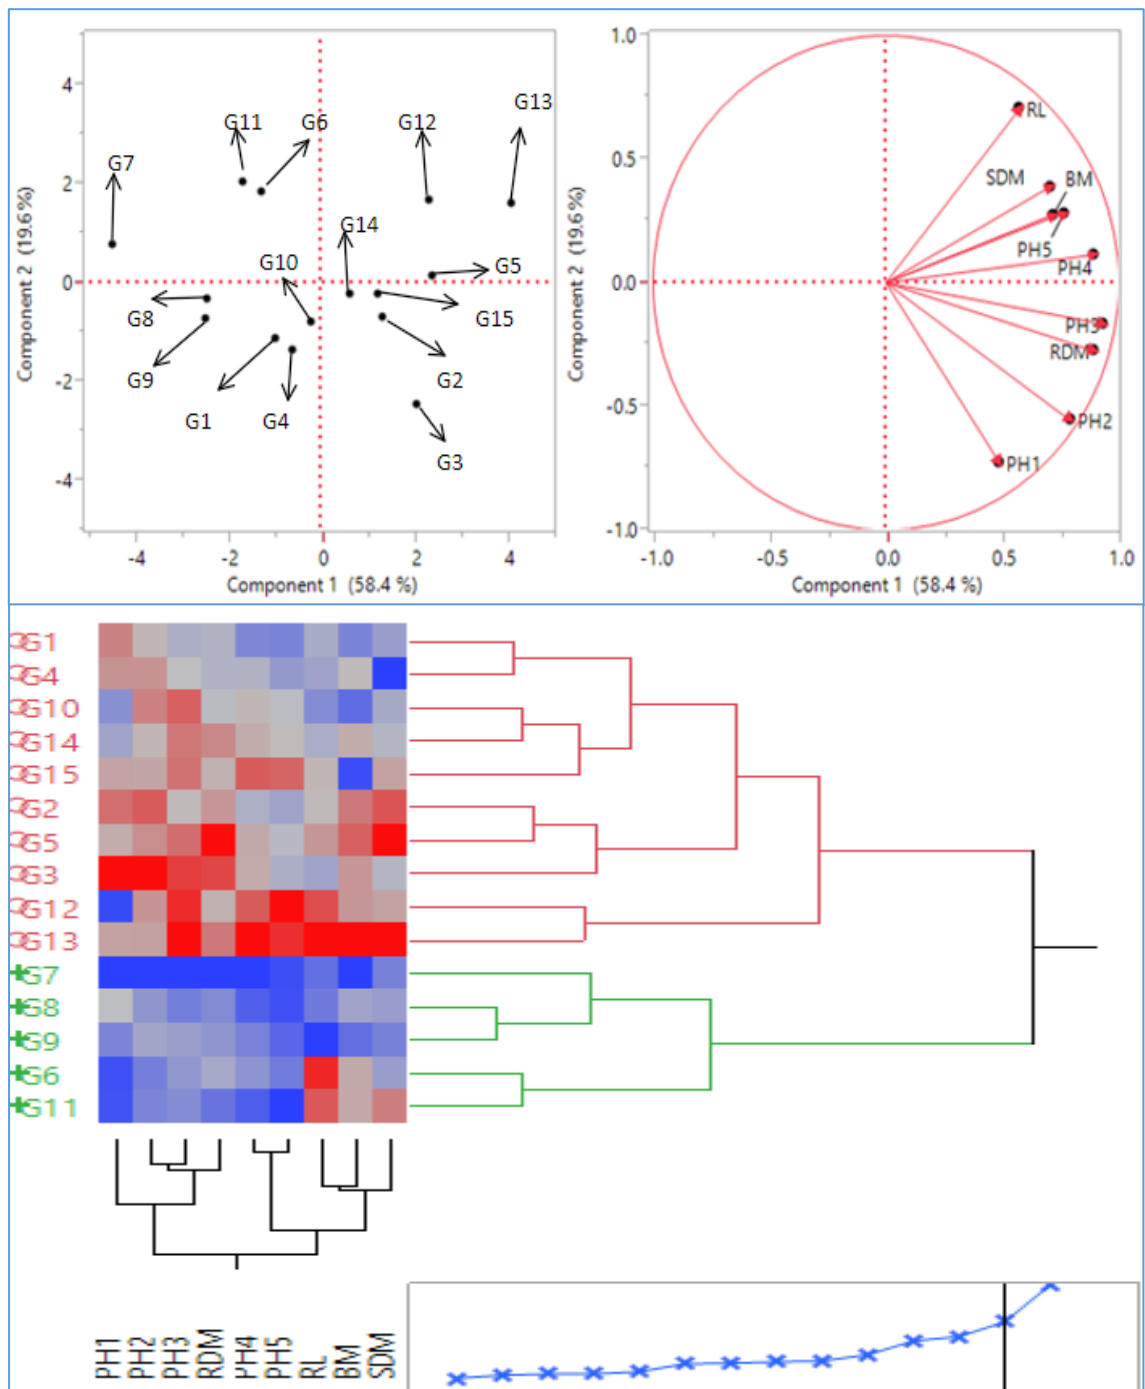 G13
G11
G6
G12
G7
G14
G10
G5
G8
G15
G9
G2
G1
G4
G3
4
2
0
-2
-4
Component 2 (19.6 %)
-4
-2
0
2
4
Component 1 (58.4 %)
1.0
0.5
0.0
-0.5
-1.0
Component 2 (19.6 %)
RL
SDM
BM
PH5
PH4
PH3
RDM
PH2
PH1
-1.0
-0.5
0.0
0.5
1.0
Component 1 (58.4 %)
G1
G4
G10
G14
G15
G2
G5
G3
G12
G13
G7
G8
G9
G6
G11
PH1
PH2
PH3
RDM
PH4
PH5
RL
BM
SDM